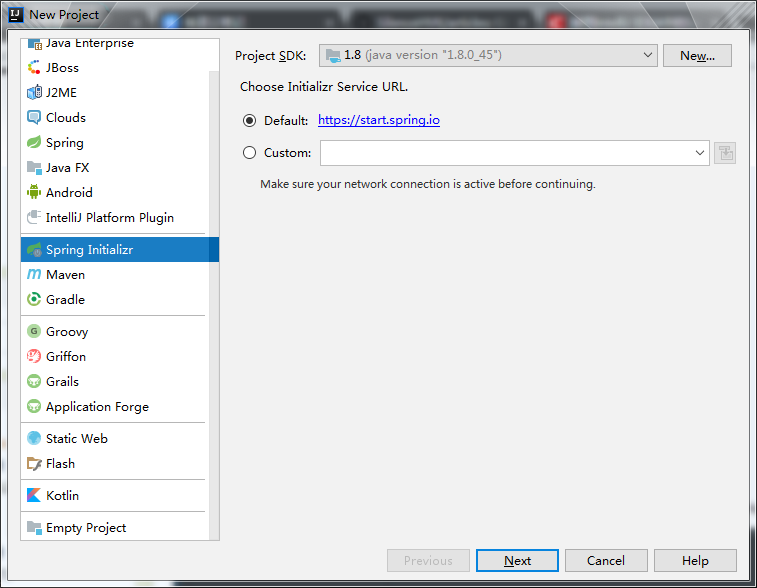 New Project
Java Enterprise
JBoss
J2ME
Clouds
Spring
Java FX
Android
IntelliJ Platform Plugin
Spring Initializr
Maven
Gradle
Groovy
Griffon
Grails
Application Forge
Static Web
Flash
Kotlin
Empty Project
Project SDK: 1.8 (java version "1.8.0_45") New...
Choose Initializr Service URL.
Default: https://start.spring.io
Custom:
Make sure your network connection is active before continuing.
Previous Next Cancel Help